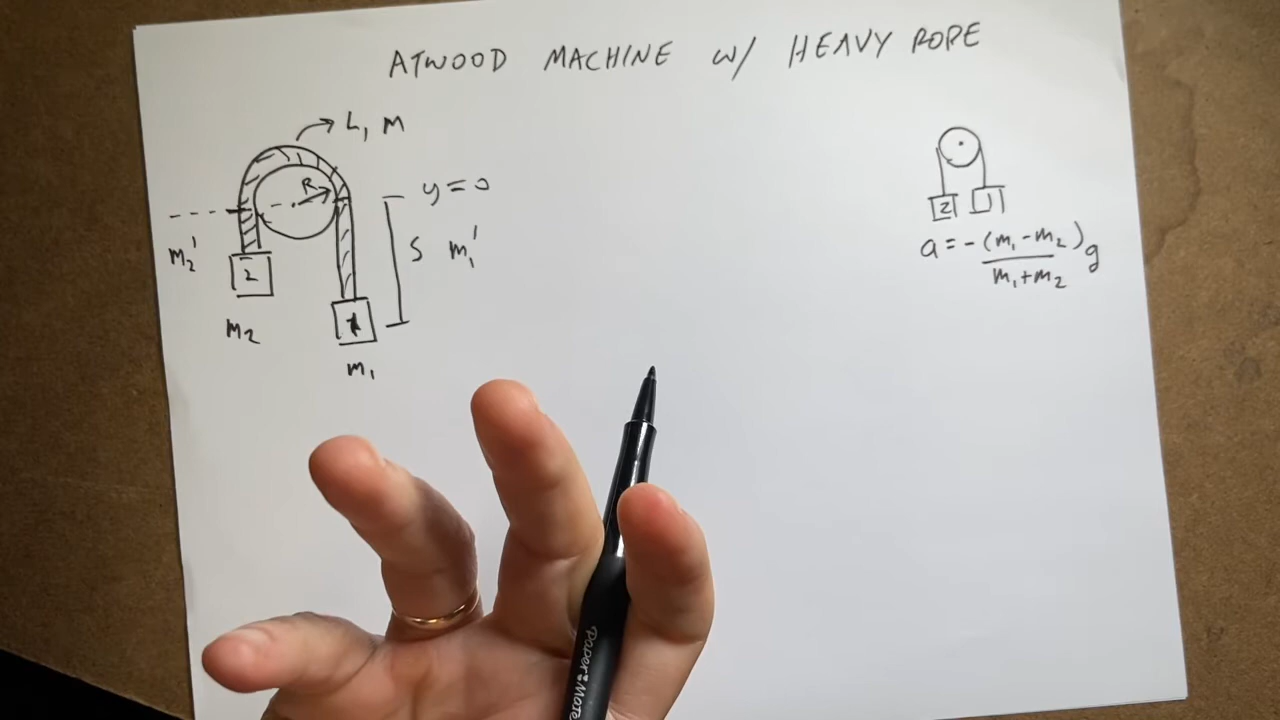 ATWOOD MACHINE W/ HEAVY ROPE
L, M
R
y=0
S m₁'
m₂'
2
m₂
1
m₁
2 1
a = -(m₁-m₂)g
m₁+m₂
paper:mate